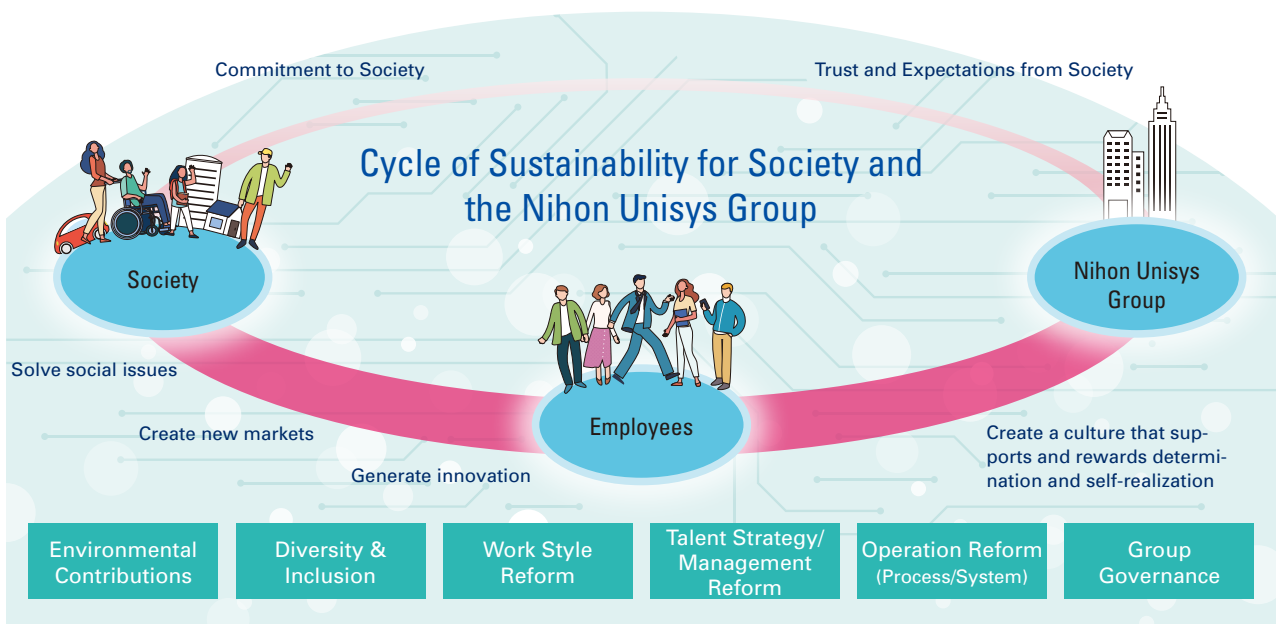 Commitment to Society
Trust and Expectations from Society
Cycle of Sustainability for Society and
the Nihon Unisys Group
Society
Nihon Unisys
Group
Solve social issues
Employees
Create new markets
Create a culture that sup-
ports and rewards determi-
nation and self-realization
Generate innovation
Environmental
Contributions
Diversity &
Inclusion
Work Style
Reform
Talent Strategy/
Management
Reform
Operation Reform
(Process/System)
Group
Governance